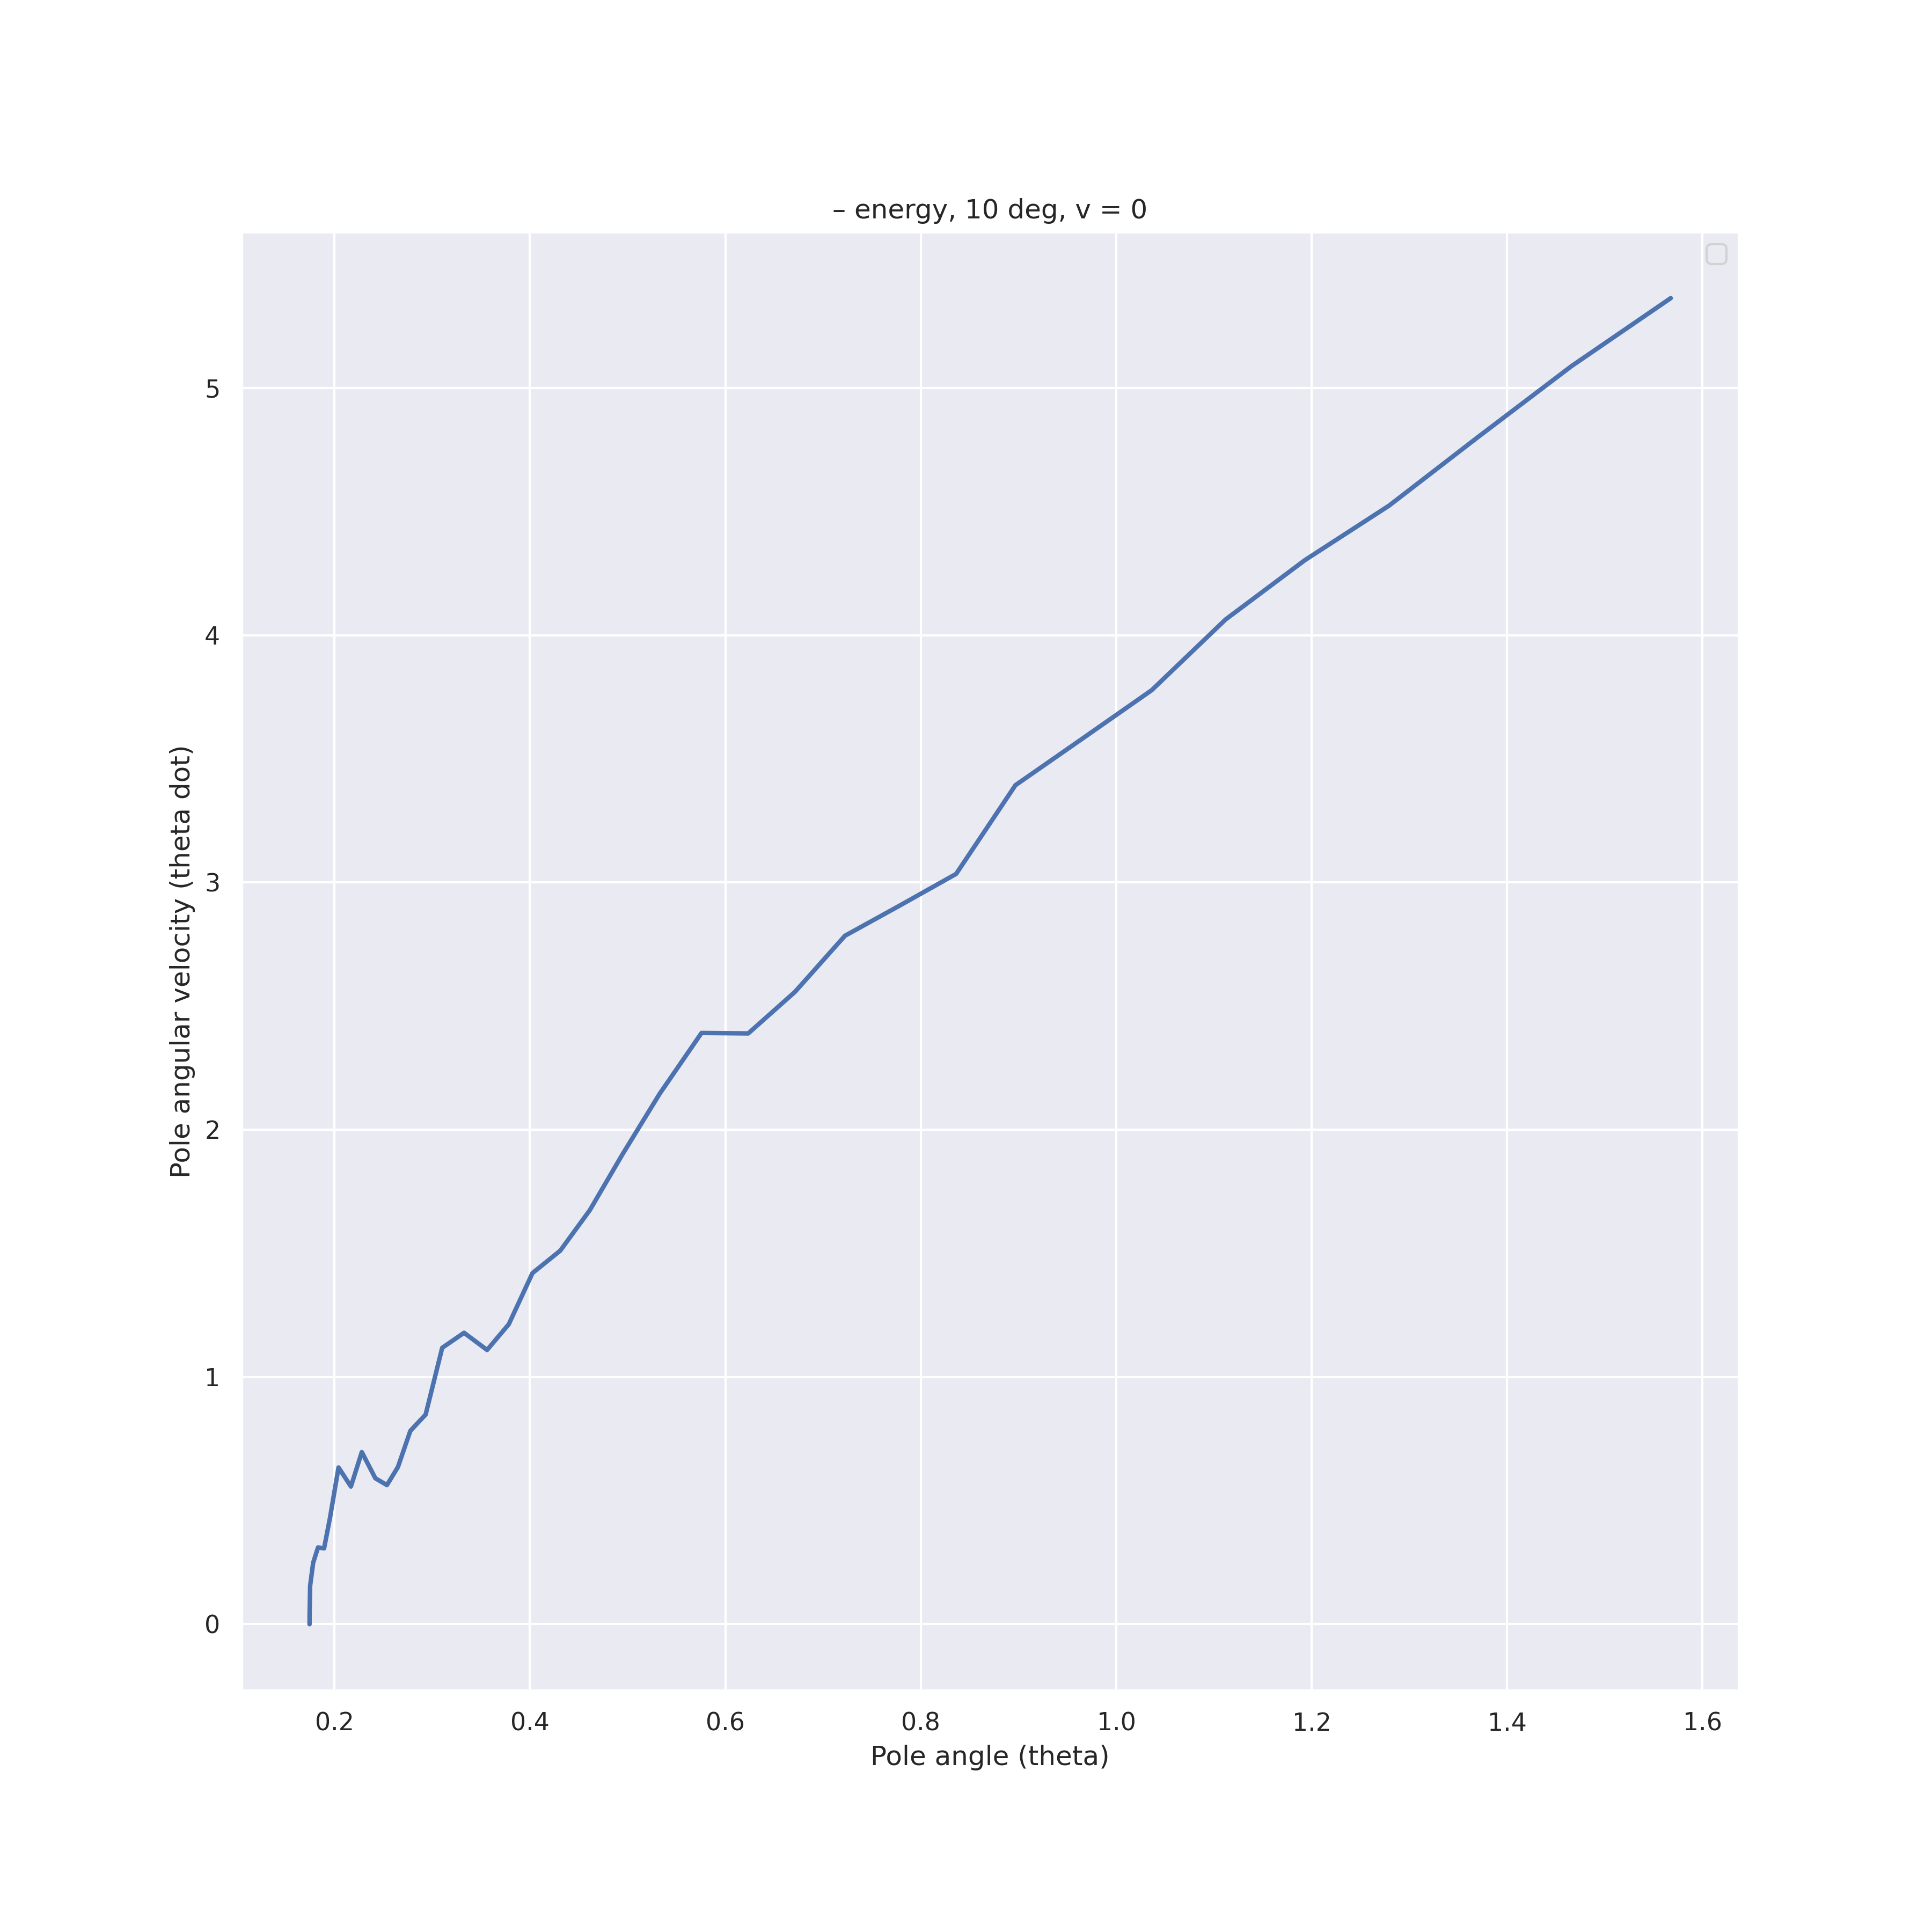 – energy, 10 deg, v = 0
5
4
3
2
1
0
Pole angular velocity (theta dot)
0.2 0.4 0.6 0.8 1.0 1.2 1.4 1.6
Pole angle (theta)